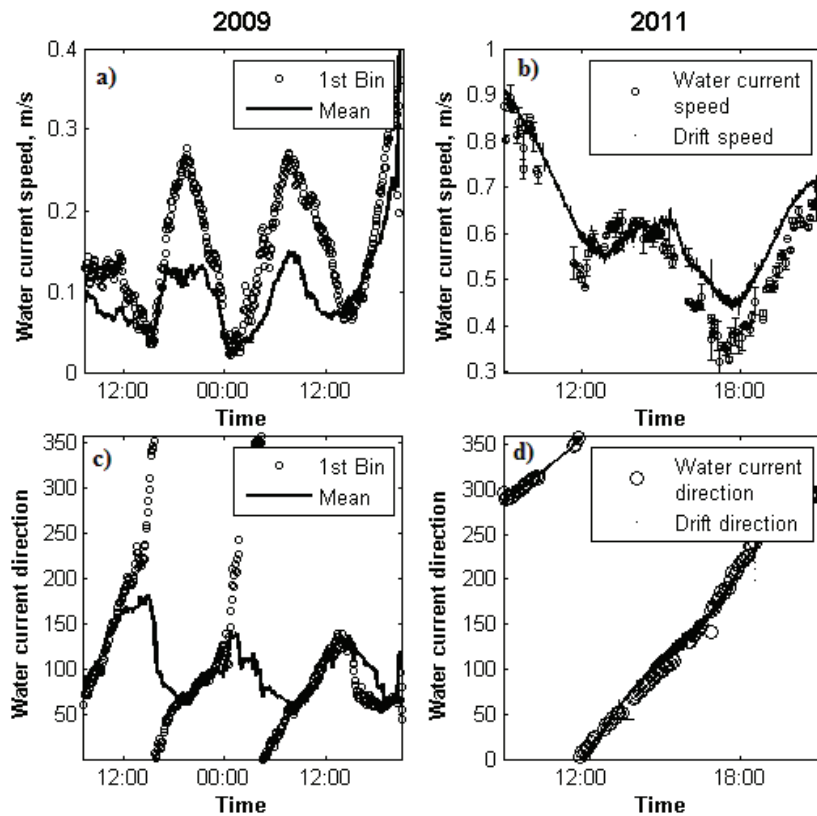 2009
2011
a)
1st Bin
Mean
0.4
0.3
0.2
0.1
0
Water current speed, m/s
12:00
00:00
12:00
Time
b)
Water current
speed
Drift speed
1
0.9
0.8
0.7
0.6
0.5
0.4
0.3
Water current speed, m/s
12:00
18:00
Time
c)
1st Bin
Mean
350
300
250
200
150
100
50
Water current direction
12:00
00:00
12:00
Time
d)
Water current
direction
Drift direction
350
300
250
200
150
100
50
0
Water current direction
12:00
18:00
Time